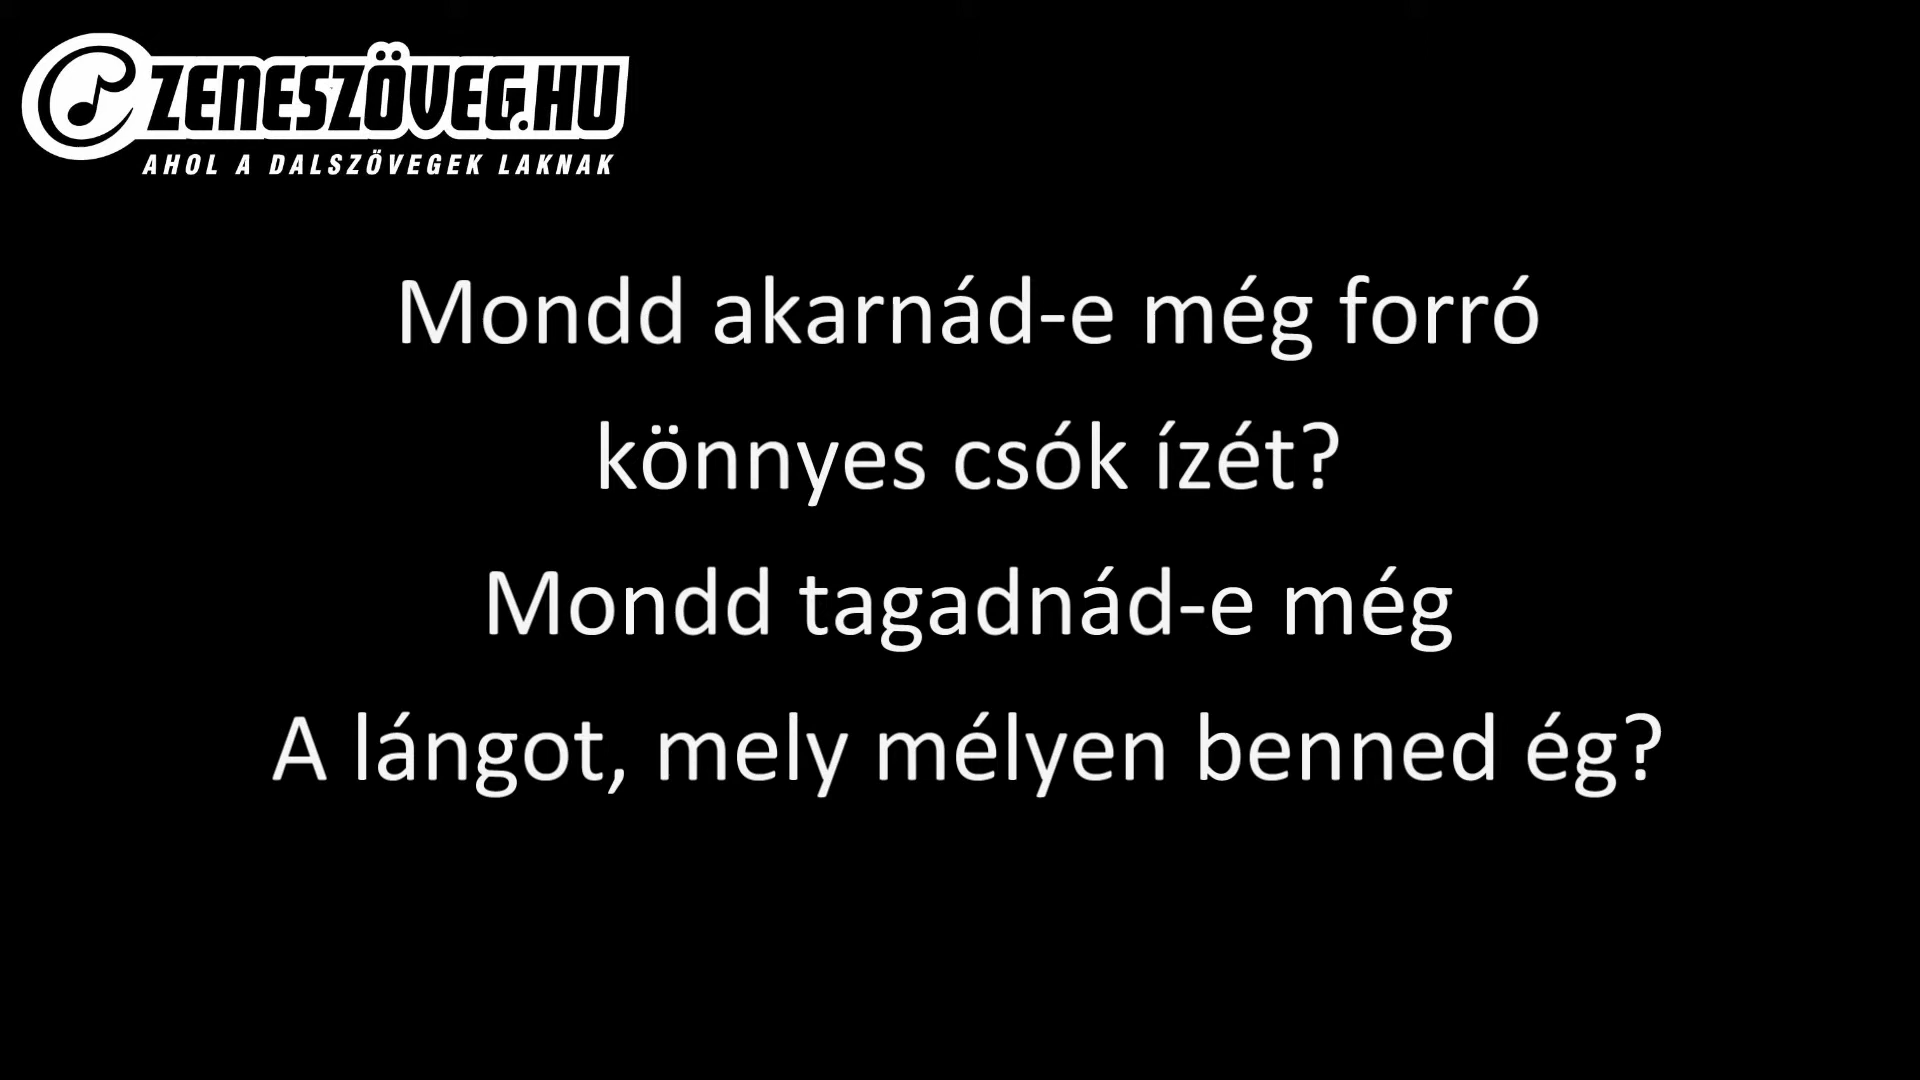 ZENESZÖVEG.HU
AHOL A DALSZÖVEGEK LAKNAK
Mondd akarnád-e még forró
könnyes csók ízét?
Mondd tagadnád-e még
A lángot, mely mélyen benned ég?